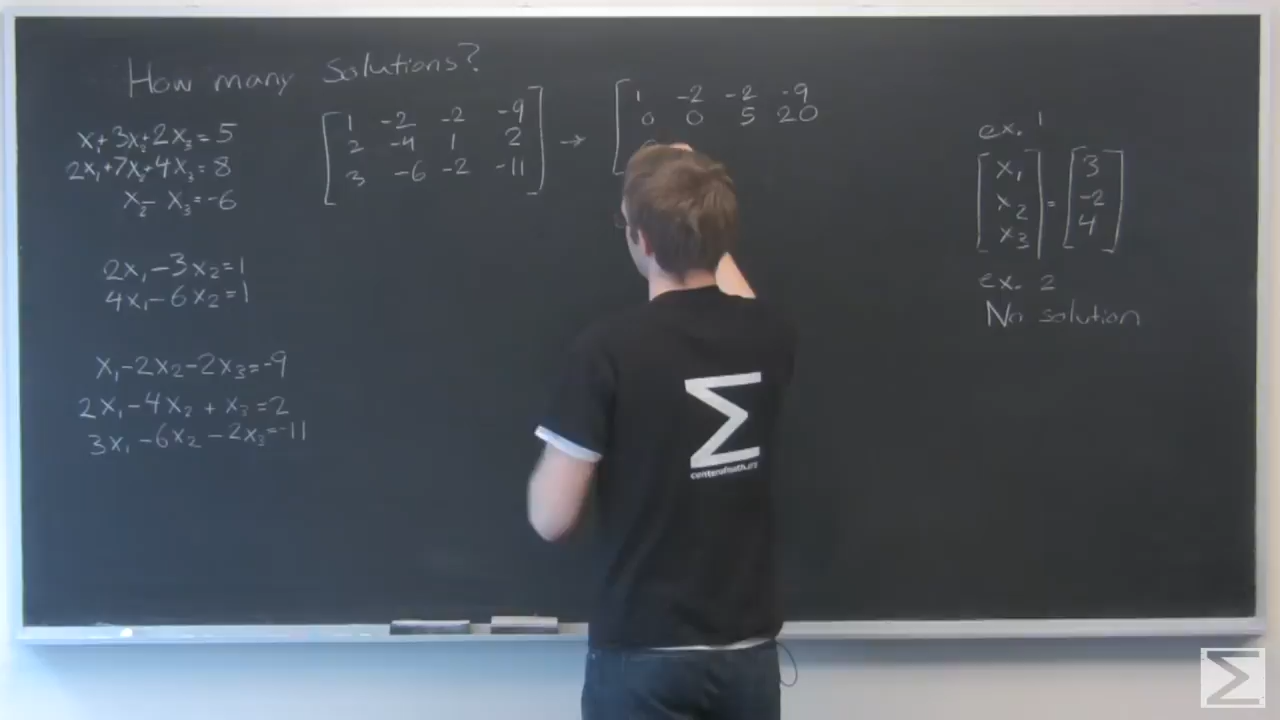 How many Solutions?
x₁+3x₂+2x₃=5
2x₁+7x₂+4x₃=8
x₂-x₃=-6
2x₁-3x₂=1
4x₁-6x₂=1
x₁-2x₂-2x₃=-9
2x₁-4x₂+x₃=2
3x₁-6x₂-2x₃=-11
1 -2 -2 -9
2 -4 1 2
3 -6 -2 -11
→
1 -2 -2 -9
0 0 5 20
ex. 1
x₁
x₂
x₃
=
3
-2
4
ex. 2
No solution
Σ
centerofmath.org
Σ